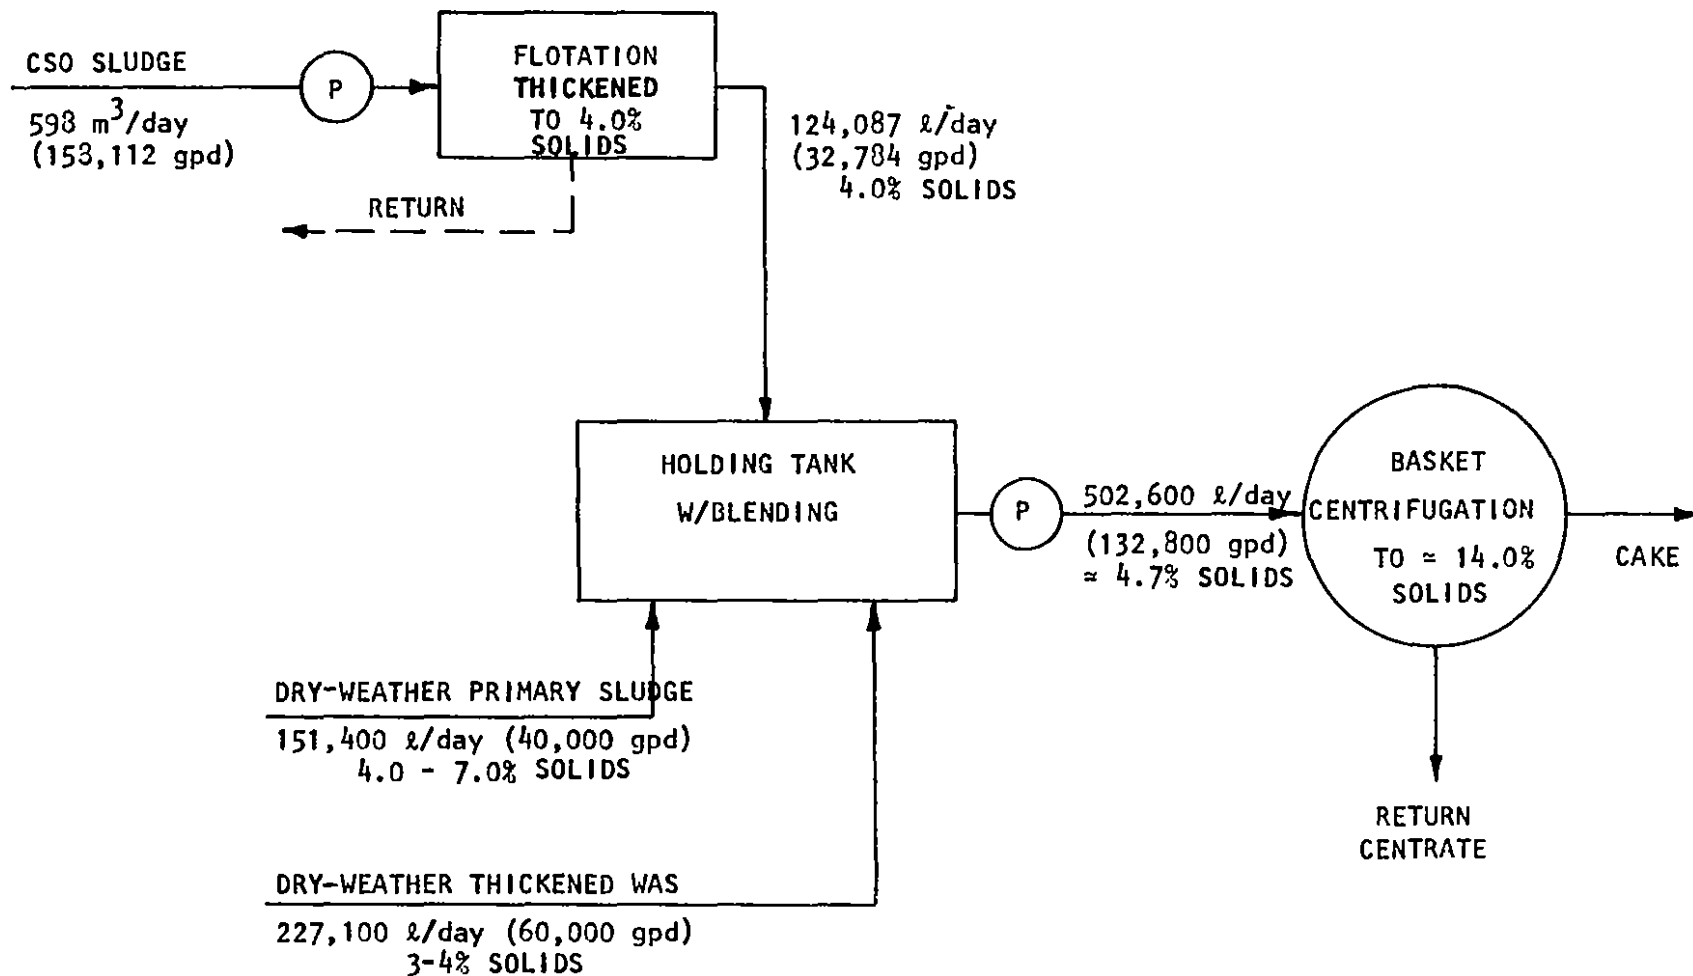 CSO SLUDGE
P
598 m³/day
(158,112 gpd)
FLOTATION
THICKENED
TO 4.0%
SOLIDS
RETURN
124,087 ℓ/day
(32,784 gpd)
4.0% SOLIDS
HOLDING TANK
W/BLENDING
P
502,600 ℓ/day
(132,800 gpd)
≃ 4.7% SOLIDS
BASKET
CENTRIFUGATION
TO ≃ 14.0%
SOLIDS
CAKE
RETURN
CENTRATE
DRY-WEATHER PRIMARY SLUDGE
151,400 ℓ/day (40,000 gpd)
4.0 - 7.0% SOLIDS
DRY-WEATHER THICKENED WAS
227,100 ℓ/day (60,000 gpd)
3-4% SOLIDS